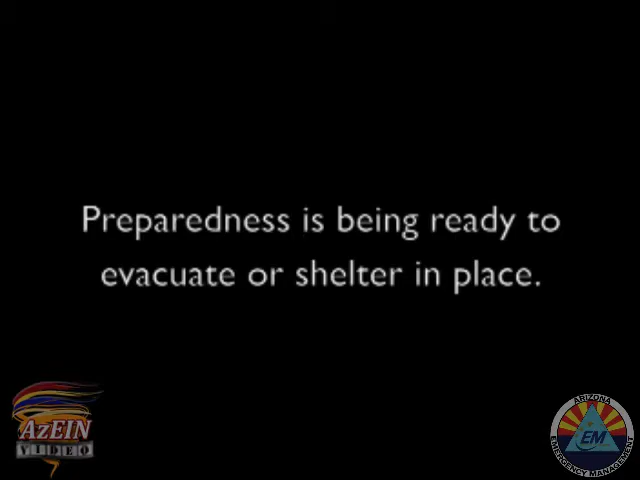 Preparedness is being ready to
evacuate or shelter in place.
AzEIN
VIDEO
ARIZONA
EM
EMERGENCY MANAGEMENT